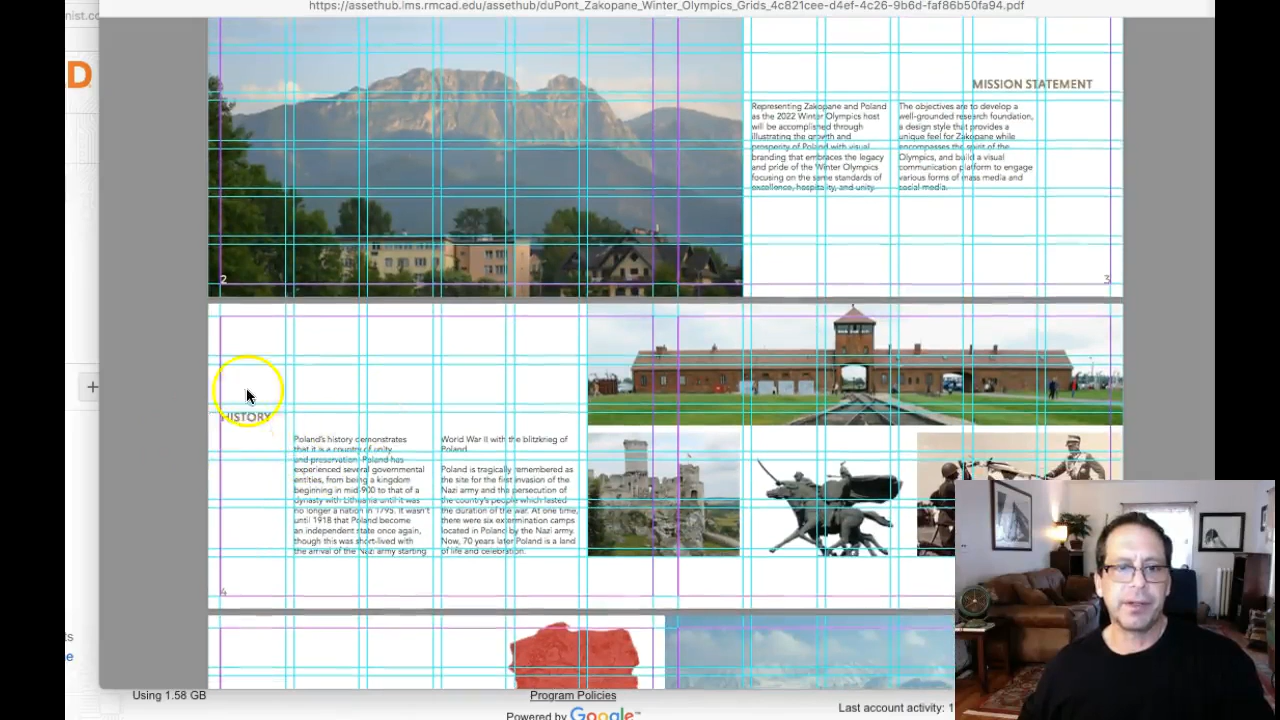 https://assethub.lms.rmcad.edu/assethub/duPont_Zakopane_Winter_Olympics_Grids_4c821cee-d4ef-4c26-9b6d-faf86b50fa94.pdf
nist.c
D
MISSION STATEMENT
Representing Zakopane and Poland
as the 2022 Winter Olympics host
will be accomplished through
illustrating the growth and
prosperity of Poland with visual
branding that embraces the legacy
and pride of the Winter Olympics
focusing on the same standards of
excellence, hospitality, and unity.
The objectives are to develop a
well-grounded research foundation,
a design style that provides a
unique feel for Zakopane while
encompasses the spirit of the
Olympics, and build a visual
communication platform to engage
various forms of mass media and
social media.
2
3
HISTORY
Poland's history demonstrates
that it is a country of unity
and preservation. Poland has
experienced several governmental
entities, from being a kingdom
beginning in mid-900 to that of a
dynasty with Lithuania until it was
no longer a nation in 1795. It wasn't
until 1918 that Poland become
an independent state once again,
though this was short-lived with
the arrival of the Nazi army starting
World War II with the blitzkrieg of
Poland.
Poland is tragically remembered as
the site for the first invasion of the
Nazi army and the persecution of
the country's people which lasted
the duration of the war. At one time,
there were six extermination camps
located in Poland by the Nazi army.
Now, 70 years later Poland is a land
of life and celebration.
4
ts
e
Using 1.58 GB
Program Policies
Powered by Google™
Last account activity: 1